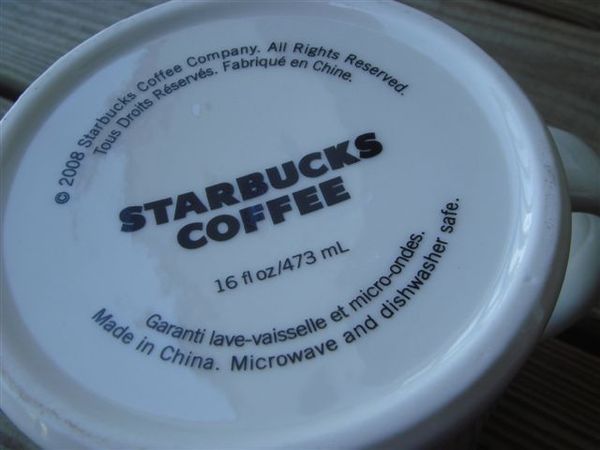 © 2008 Starbucks Coffee Company. All Rights Reserved.
Tous Droits Réservés. Fabriqué en Chine.
STARBUCKS
COFFEE
16 fl oz/473 mL
Garanti lave-vaisselle et micro-ondes.
Made in China. Microwave and dishwasher safe.